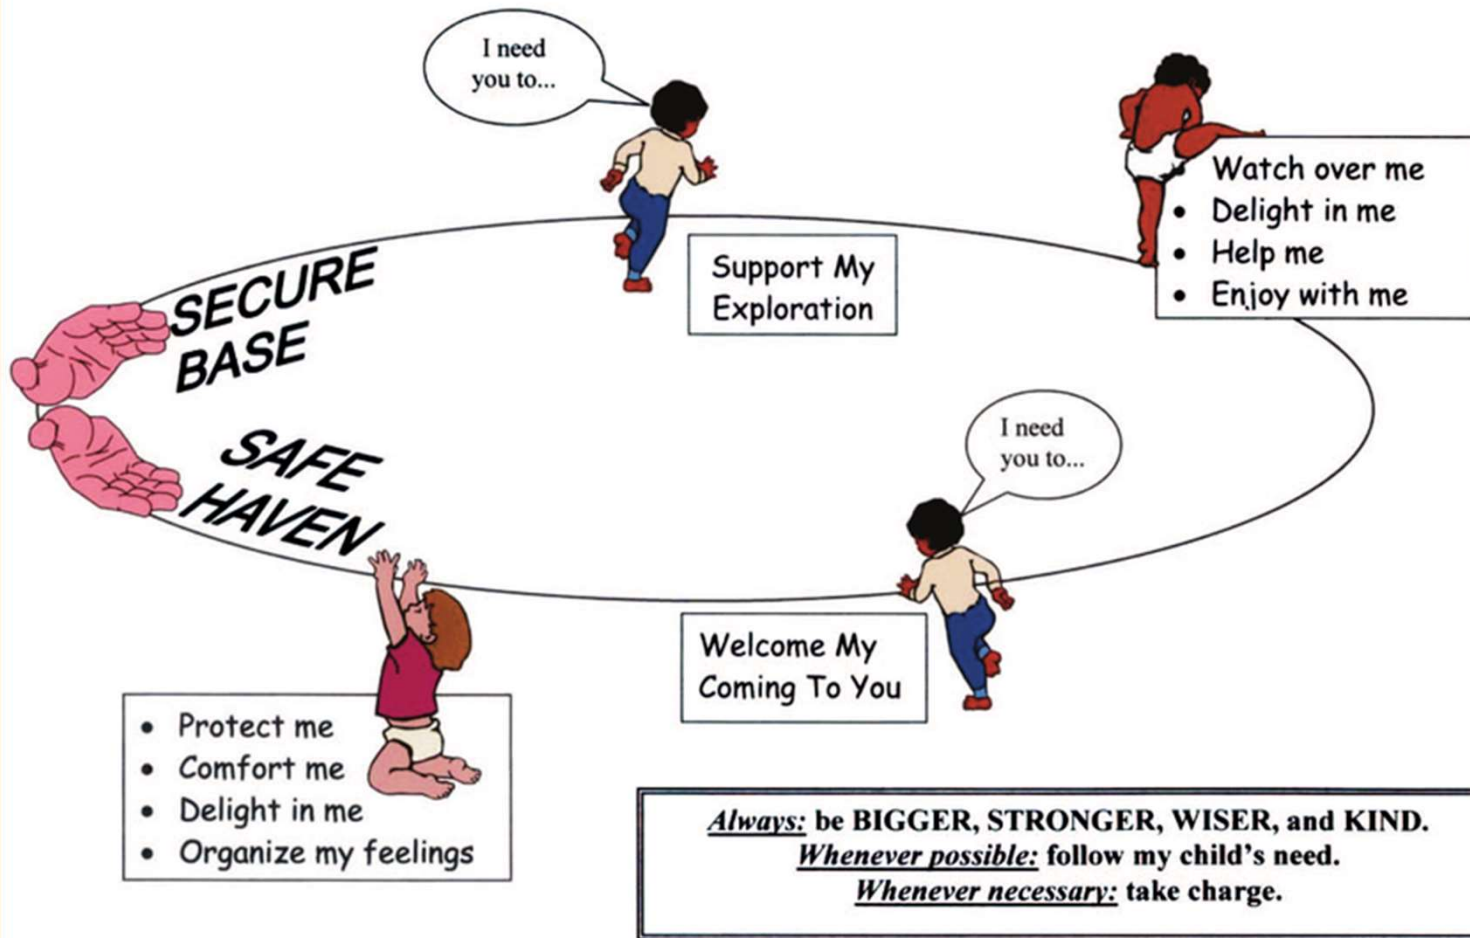 I need
you to...
• Watch over me
• Delight in me
• Help me
• Enjoy with me
SECURE
BASE
Support My
Exploration
SAFE
HAVEN
I need
you to...
Welcome My
Coming To You
• Protect me
• Comfort me
• Delight in me
• Organize my feelings
Always: be BIGGER, STRONGER, WISER, and KIND.
Whenever possible: follow my child's need.
Whenever necessary: take charge.